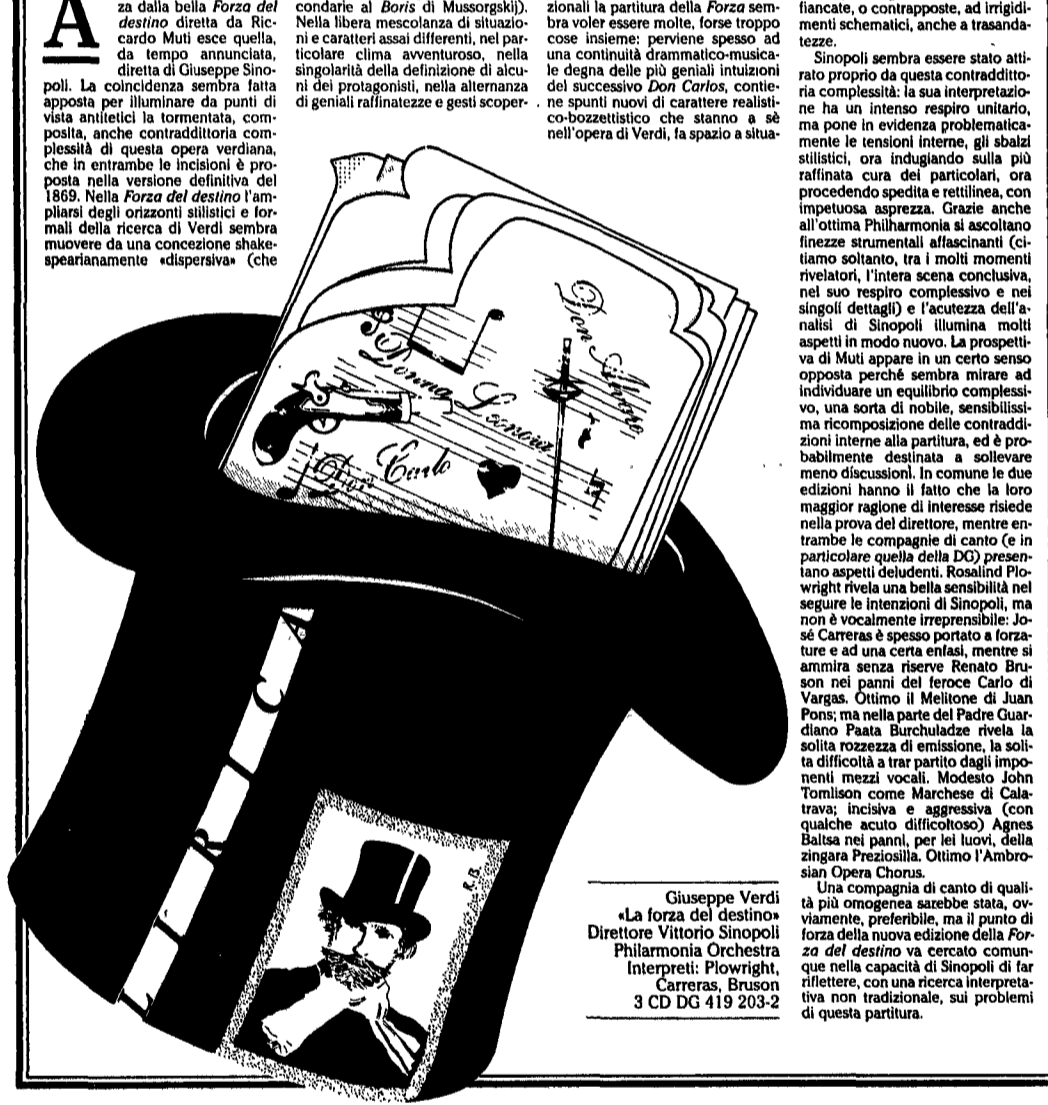 A
za dalla bella Forza del
destino diretta da Ric-
cardo Muti esce quella,
da tempo annunciata,
diretta di Giuseppe Sino-
poli. La coincidenza sembra fatta
apposta per illuminare da punti di
vista antitetici la tormentata, com-
posita, anche contraddittoria com-
plessità di questa opera verdiana,
che in entrambe le incisioni è pro-
posta nella versione definitiva del
1869. Nella Forza del destino l'am-
pliarsi degli orizzonti stilistici e for-
mali della ricerca di Verdi sembra
muovere da una concezione shake-
spearianamente «dispersiva» (che
condarie al Boris di Mussorgskij).
Nella libera mescolanza di situazio-
ni e caratteri assai differenti, nel par-
ticolare clima avventuroso, nella
singolarità della definizione di alcu-
ni dei protagonisti, nella alternanza
di geniali raffinatezze e gesti scoper-
zionali la partitura della Forza sem-
bra voler essere molte, forse troppo
cose insieme: perviene spesso ad
una continuità drammatico-musica-
le degna delle più geniali intuizioni
del successivo Don Carlos, contie-
ne spunti nuovi di carattere realisti-
co-bozzettistico che stanno a sè
nell'opera di Verdi, fa spazio a situa-
fiancate, o contrapposte, ad irrigidi-
menti schematici, anche a trasanda-
tezze.
Sinopoli sembra essere stato atti-
rato proprio da questa contradditto-
ria complessità: la sua interpretazio-
ne ha un intenso respiro unitario,
ma pone in evidenza problematica-
mente le tensioni interne, gli sbalzi
stilistici, ora indugiando sulla più
raffinata cura dei particolari, ora
procedendo spedita e rettilinea, con
impetuosa asprezza. Grazie anche
all'ottima Philharmonia si ascoltano
finezze strumentali affascinanti (ci-
tiamo soltanto, tra i molti momenti
rivelatori, l'intera scena conclusiva,
nel suo respiro complessivo e nei
singoli dettagli) e l'acutezza dell'a-
nalisi di Sinopoli illumina molti
aspetti in modo nuovo. La prospetti-
va di Muti appare in un certo senso
opposta perché sembra mirare ad
individuare un equilibrio complessi-
vo, una sorta di nobile, sensibilissi-
ma ricomposizione delle contraddi-
zioni interne alla partitura, ed è pro-
babilmente destinata a sollevare
meno discussioni. In comune le due
edizioni hanno il fatto che la loro
maggior ragione di interesse risiede
nella prova del direttore, mentre en-
trambe le compagnie di canto (e in
particolare quella della DG) presen-
tano aspetti deludenti. Rosalind Plo-
wright rivela una bella sensibilità nel
seguire le intenzioni di Sinopoli, ma
non è vocalmente irreprensibile: Jo-
sé Carreras è spesso portato a forza-
ture e ad una certa enfasi, mentre si
ammira senza riserve Renato Bru-
son nei panni del feroce Carlo di
Vargas. Ottimo il Melitone di Juan
Pons; ma nella parte del Padre Guar-
diano Paata Burchuladze rivela la
solita rozzezza di emissione, la soli-
ta difficoltà a trar partito dagli impo-
nenti mezzi vocali. Modesto John
Tomlison come Marchese di Cala-
trava; incisiva e aggressiva (con
qualche acuto difficoltoso) Agnes
Baltsa nei panni, per lei luovi, della
zingara Preziosilla. Ottimo l'Ambro-
sian Opera Chorus.
Una compagnia di canto di quali-
tà più omogenea sarebbe stata, ov-
viamente, preferibile, ma il punto di
forza della nuova edizione della For-
za del destino va cercato comun-
que nella capacità di Sinopoli di far
riflettere, con una ricerca interpreta-
tiva non tradizionale, sui problemi
di questa partitura.
Don Alvaro
Donna Leonora
Don Carlo
LIRICA
R.B.
Giuseppe Verdi
«La forza del destino»
Direttore Vittorio Sinopoli
Philarmonia Orchestra
Interpreti: Plowright,
Carreras, Bruson
3 CD DG 419 203-2